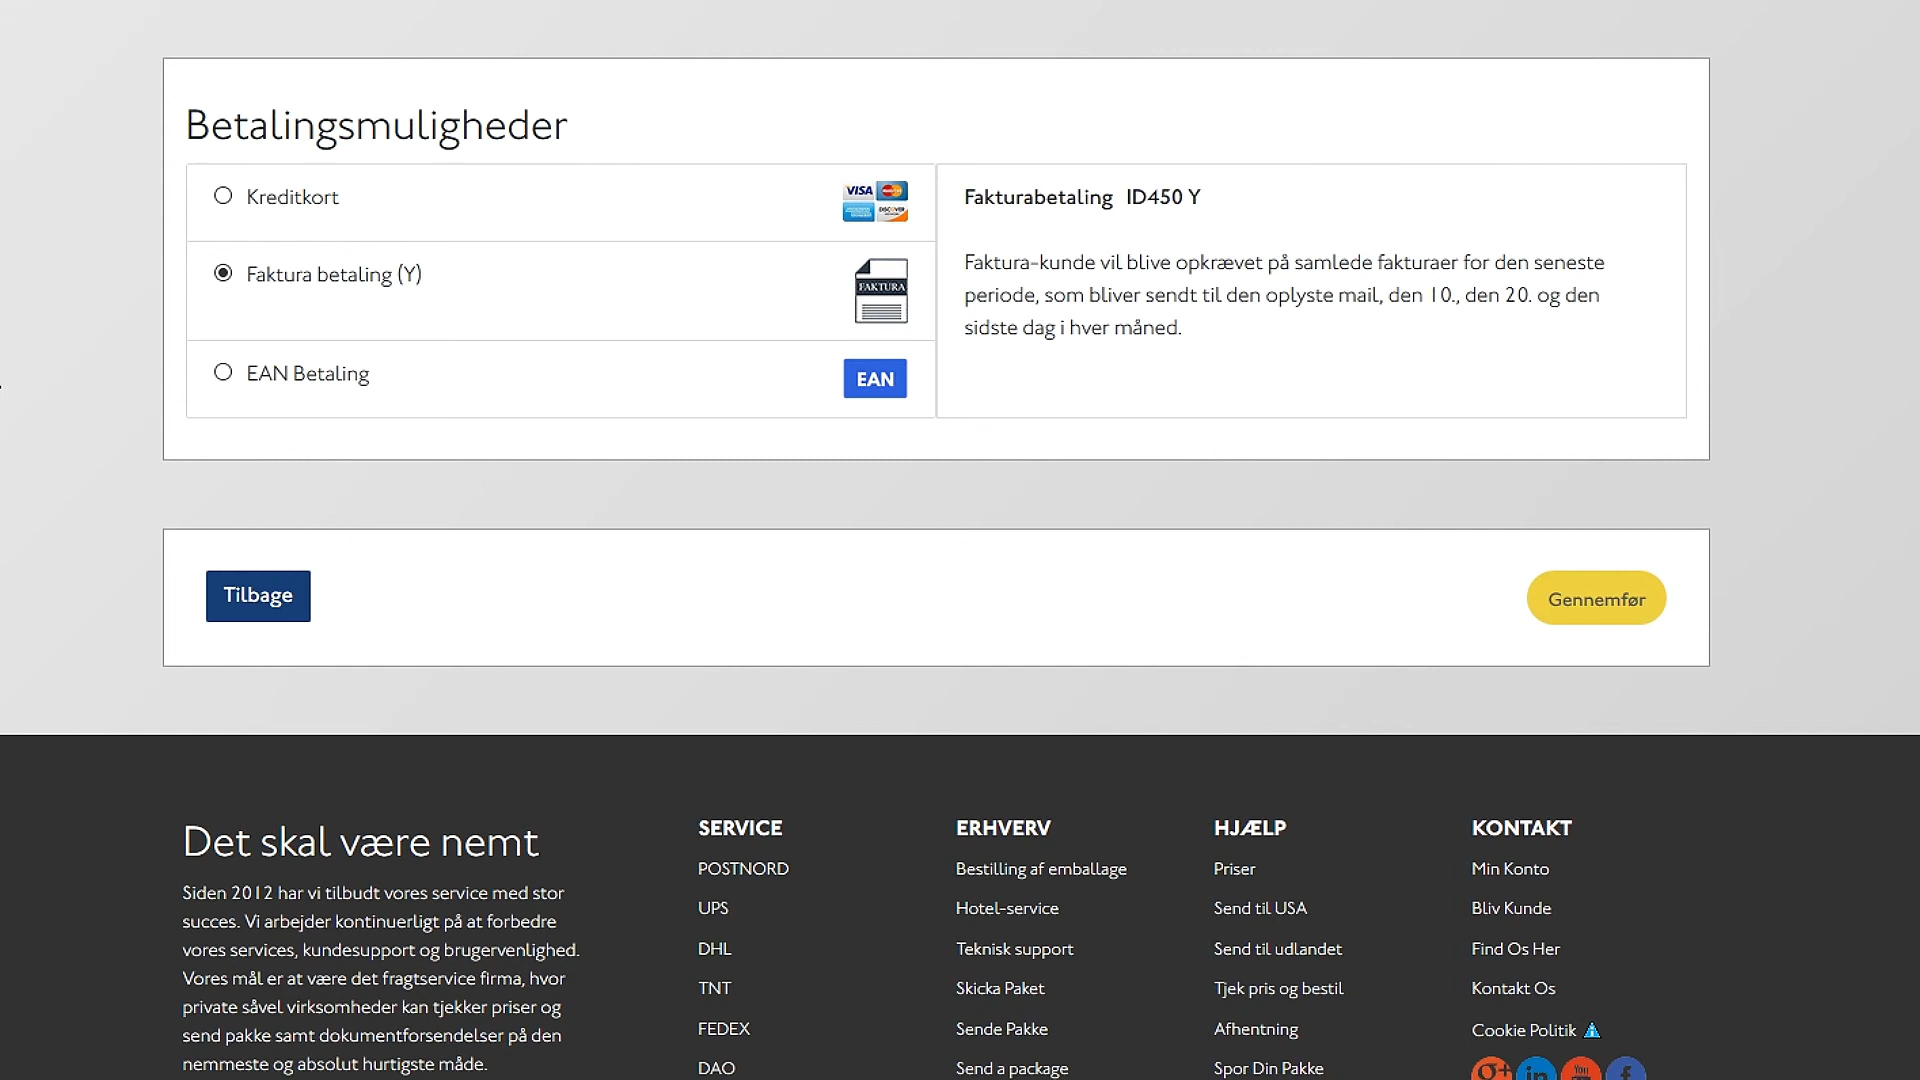 Betalingsmuligheder
Kreditkort
VISA
DISCOVER
Faktura betaling (Y)
FAKTURA
EAN Betaling
EAN
Fakturabetaling ID450 Y
Faktura-kunde vil blive opkrævet på samlede fakturaer for den seneste
periode, som bliver sendt til den oplyste mail, den 10., den 20. og den
sidste dag i hver måned.
Tilbage
Gennemfør
Det skal være nemt
Siden 2012 har vi tilbudt vores service med stor
succes. Vi arbejder kontinuerligt på at forbedre
vores services, kundesupport og brugervenlighed.
Vores mål er at være det fragtservice firma, hvor
private såvel virksomheder kan tjekker priser og
send pakke samt dokumentforsendelser på den
nemmeste og absolut hurtigste måde.
SERVICE
POSTNORD
UPS
DHL
TNT
FEDEX
DAO
ERHVERV
Bestilling af emballage
Hotel-service
Teknisk support
Skicka Paket
Sende Pakke
Send a package
HJÆLP
Priser
Send til USA
Send til udlandet
Tjek pris og bestil
Afhentning
Spor Din Pakke
KONTAKT
Min Konto
Bliv Kunde
Find Os Her
Kontakt Os
Cookie Politik
G+ in You f